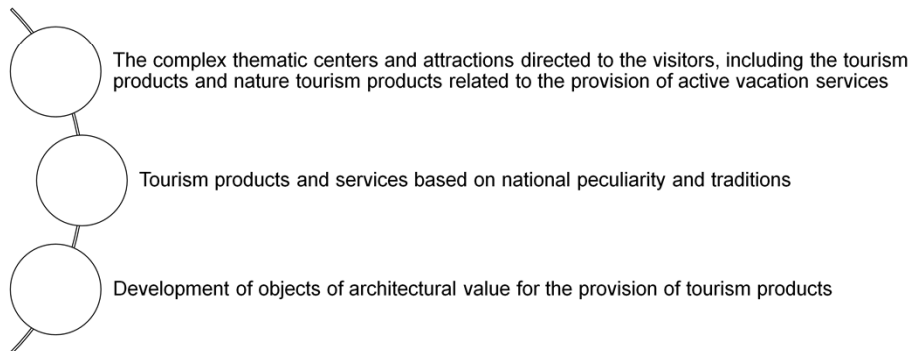 The complex thematic centers and attractions directed to the visitors, including the tourism
products and nature tourism products related to the provision of active vacation services
Tourism products and services based on national peculiarity and traditions
Development of objects of architectural value for the provision of tourism products